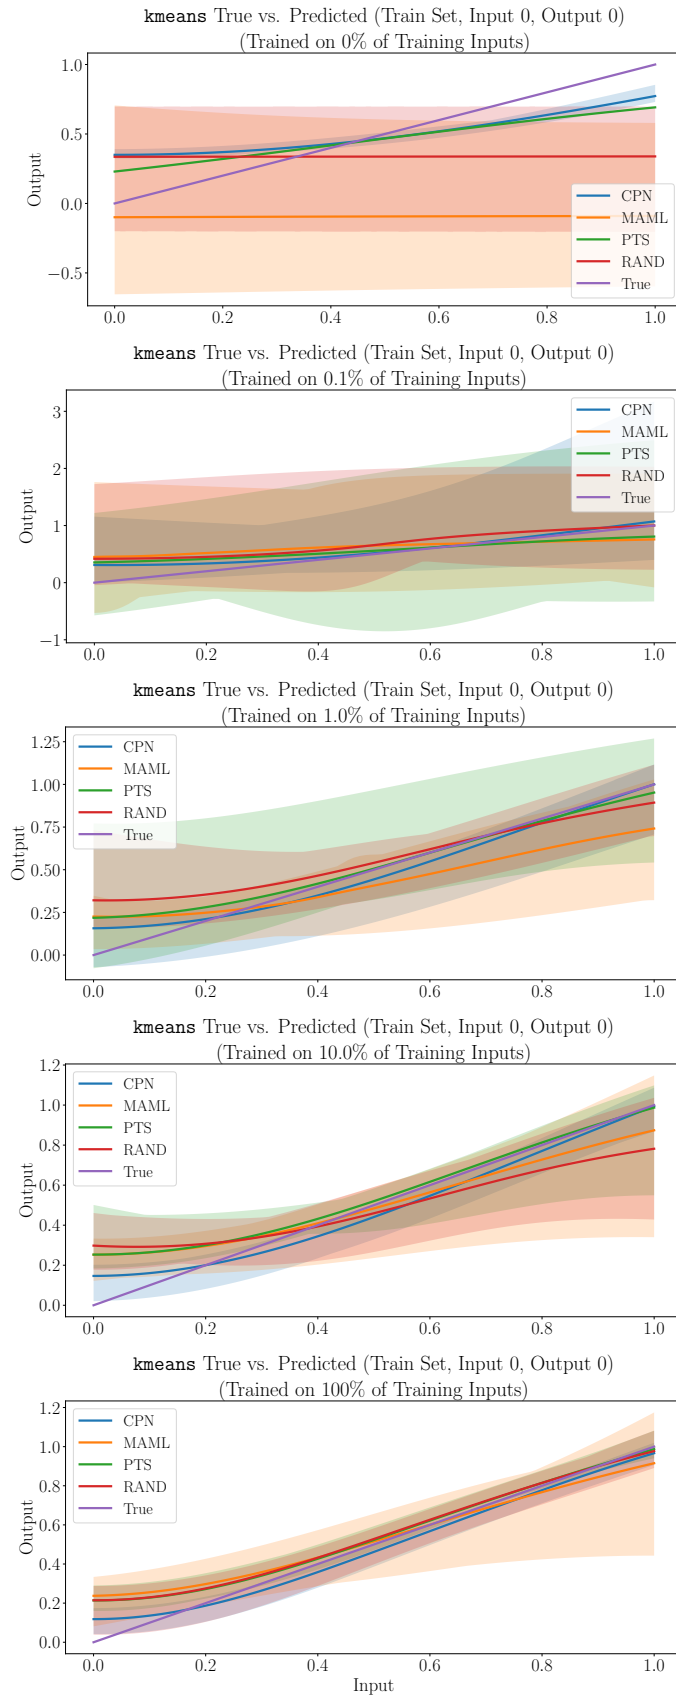 kmeans True vs. Predicted (Train Set, Input 0, Output 0)
(Trained on 0% of Training Inputs)
1.0
0.5
0.0
−0.5
Output
CPN
MAML
PTS
RAND
True
0.0 0.2 0.4 0.6 0.8 1.0
kmeans True vs. Predicted (Train Set, Input 0, Output 0)
(Trained on 0.1% of Training Inputs)
3
2
1
0
−1
Output
CPN
MAML
PTS
RAND
True
0.0 0.2 0.4 0.6 0.8 1.0
kmeans True vs. Predicted (Train Set, Input 0, Output 0)
(Trained on 1.0% of Training Inputs)
1.25
1.00
0.75
0.50
0.25
0.00
Output
CPN
MAML
PTS
RAND
True
0.0 0.2 0.4 0.6 0.8 1.0
kmeans True vs. Predicted (Train Set, Input 0, Output 0)
(Trained on 10.0% of Training Inputs)
1.2
1.0
0.8
0.6
0.4
0.2
0.0
Output
CPN
MAML
PTS
RAND
True
0.0 0.2 0.4 0.6 0.8 1.0
kmeans True vs. Predicted (Train Set, Input 0, Output 0)
(Trained on 100% of Training Inputs)
1.2
1.0
0.8
0.6
0.4
0.2
0.0
Output
CPN
MAML
PTS
RAND
True
0.0 0.2 0.4 0.6 0.8 1.0
Input